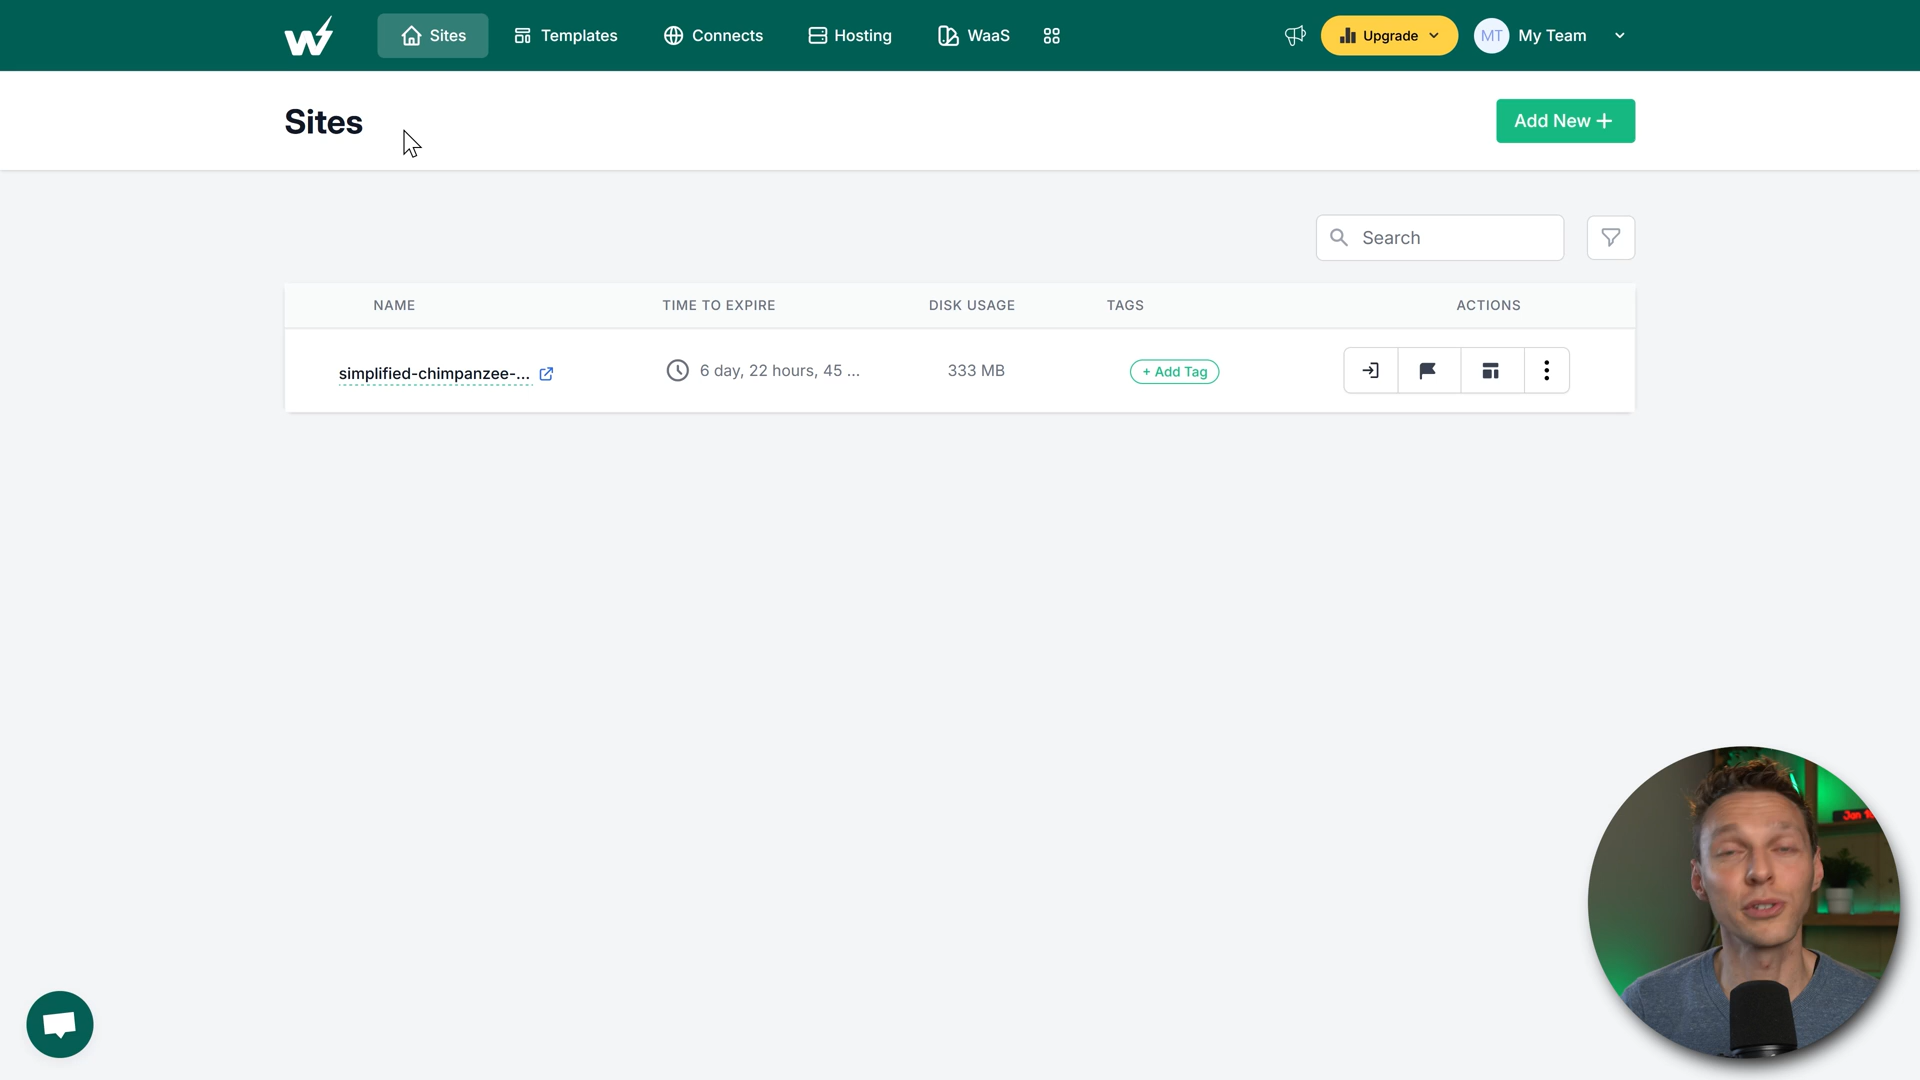 Sites
Templates
Connects
Hosting
WaaS
Upgrade
MT
My Team
Sites
Add New
Search
NAME
TIME TO EXPIRE
DISK USAGE
TAGS
ACTIONS
simplified-chimpanzee-...
6 day, 22 hours, 45 ...
333 MB
+ Add Tag